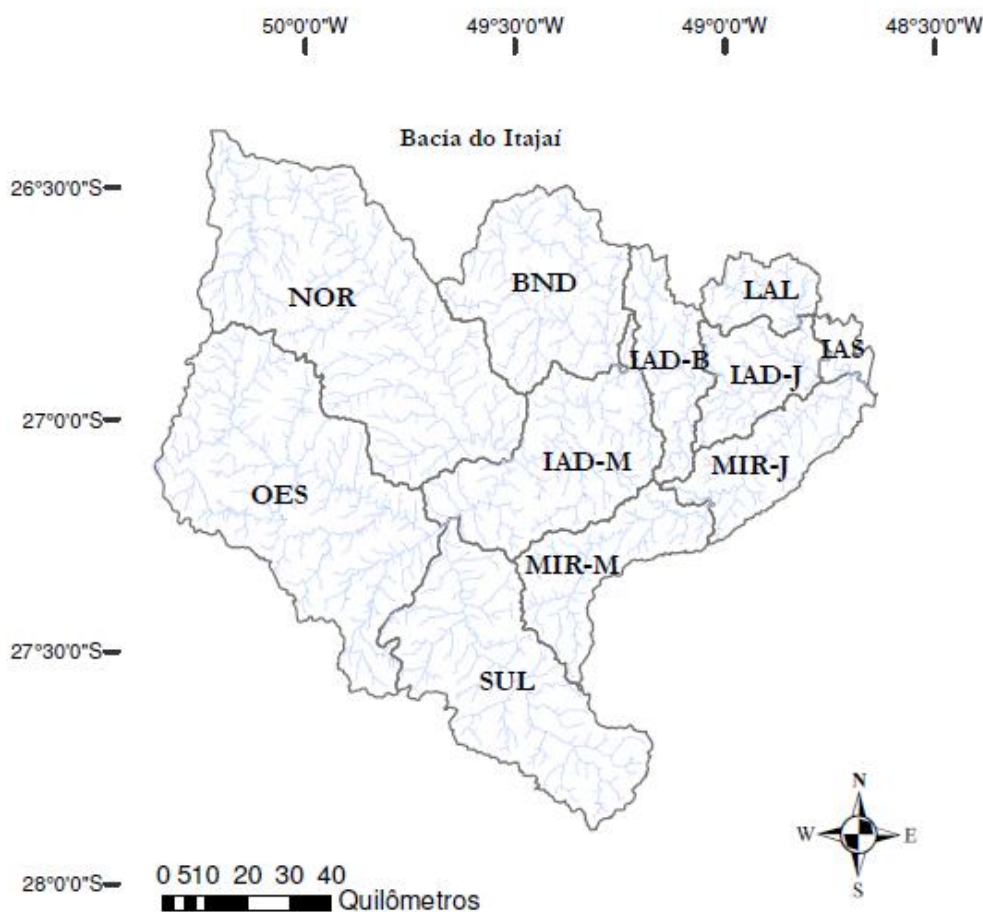 50°0'0"W 49°30'0"W 49°0'0"W 48°30'0"W
Bacia do Itajaí
26°30'0"S
BND
LAL
NOR
IAS
IAD-B
IAD-J
27°0'0"S
IAD-M
MIR-J
OES
MIR-M
27°30'0"S
SUL
N
W E
S
28°0'0"S
0 510 20 30 40
Quilômetros